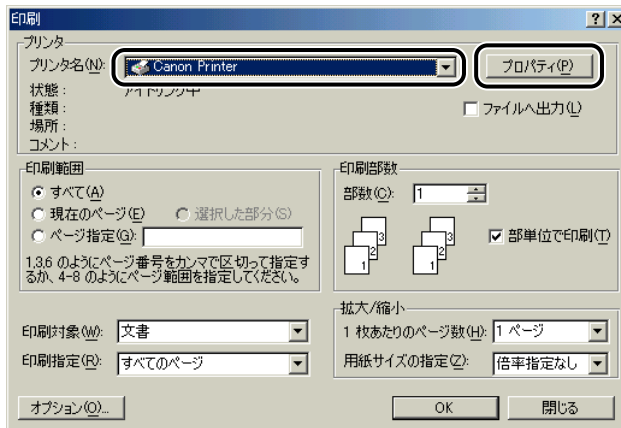 印刷
プリンタ
プリンタ名(N): Canon Printer プロパティ(P)
状態 : アイドリング中
種類 : ファイルへ出力(L)
場所 :
コメント :
印刷範囲
すべて(A)
現在のページ(E) 選択した部分(S)
ページ指定(G):
1,3,6 のようにページ番号をカンマで区切って指定す
るか、4-8 のようにページ範囲を指定してください。
印刷部数
部数(C): 1
1 2 3 1 2 3 部単位で印刷(T)
印刷対象(W): 文書
印刷指定(R): すべてのページ
拡大/縮小
1 枚あたりのページ数(H): 1 ページ
用紙サイズの指定(Z): 倍率指定なし
オプション(O)... OK 閉じる